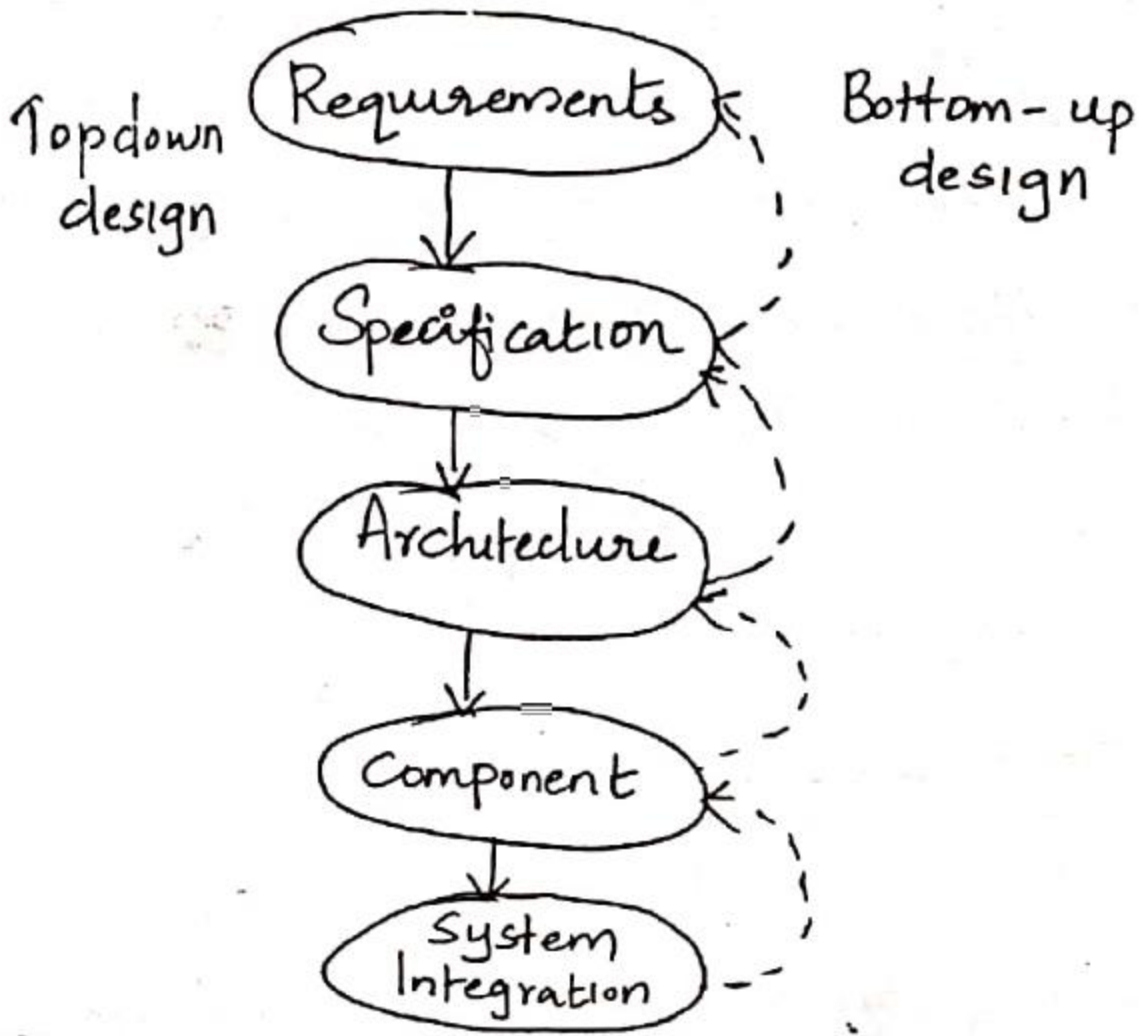 Topdown
design
Requirements
Bottom-up
design
Specification
Architecture
Component
System
Integration